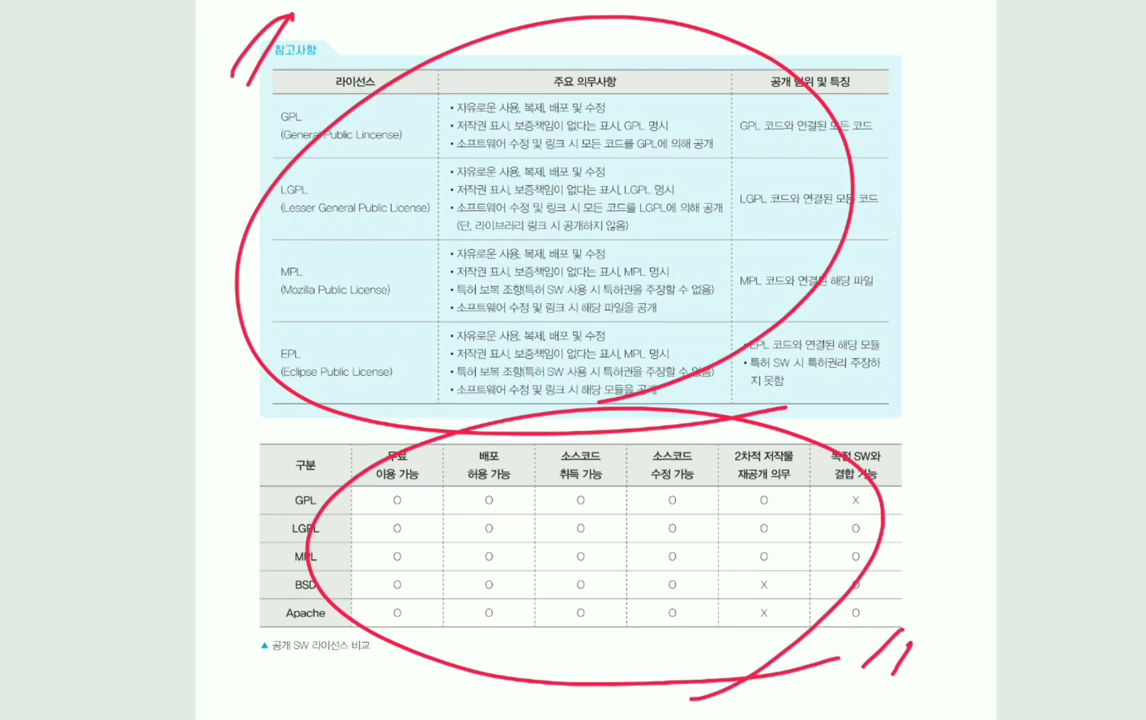 참고사항
라이선스 주요 의무사항 공개 범위 및 특징
GPL
(General Public Lincense)
• 자유로운 사용, 복제, 배포 및 수정
• 저작권 표시, 보증책임이 없다는 표시, GPL 명시
• 소프트웨어 수정 및 링크 시 모든 코드를 GPL에 의해 공개
GPL 코드와 연결된 모든 코드
LGPL
(Lesser General Public License)
• 자유로운 사용, 복제, 배포 및 수정
• 저작권 표시, 보증책임이 없다는 표시, LGPL 명시
• 소프트웨어 수정 및 링크 시 모든 코드를 LGPL에 의해 공개
(단, 라이브러리 링크 시 공개하지 않음)
LGPL 코드와 연결된 모든 코드
MPL
(Mozilla Public License)
• 자유로운 사용, 복제, 배포 및 수정
• 저작권 표시, 보증책임이 없다는 표시, MPL 명시
• 특허 보복 조항(특허 SW 사용 시 특허권을 주장할 수 없음)
• 소프트웨어 수정 및 링크 시 해당 파일을 공개
MPL 코드와 연결된 해당 파일
EPL
(Eclipse Public License)
• 자유로운 사용, 복제, 배포 및 수정
• 저작권 표시, 보증책임이 없다는 표시, MPL 명시
• 특허 보복 조항(특허 SW 사용 시 특허권을 주장할 수 없음)
• 소프트웨어 수정 및 링크 시 해당 모듈을 공개
• EPL 코드와 연결된 해당 모듈
• 특허 SW 시 특허권리 주장하
지 못함
구분
무료
이용 가능
배포
허용 가능
소스코드
취득 가능
소스코드
수정 가능
2차적 저작물
재공개 의무
독점 SW와
결합 가능
GPL O O O O O X
LGPL O O O O O O
MPL O O O O O O
BSD O O O O X O
Apache O O O O X O
▲ 공개 SW 라이선스 비교